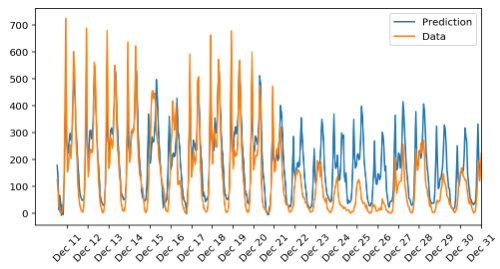 Prediction
Data
700
600
500
400
300
200
100
0
Dec 11
Dec 12
Dec 13
Dec 14
Dec 15
Dec 16
Dec 17
Dec 18
Dec 19
Dec 20
Dec 21
Dec 22
Dec 23
Dec 24
Dec 25
Dec 26
Dec 27
Dec 28
Dec 29
Dec 30
Dec 31